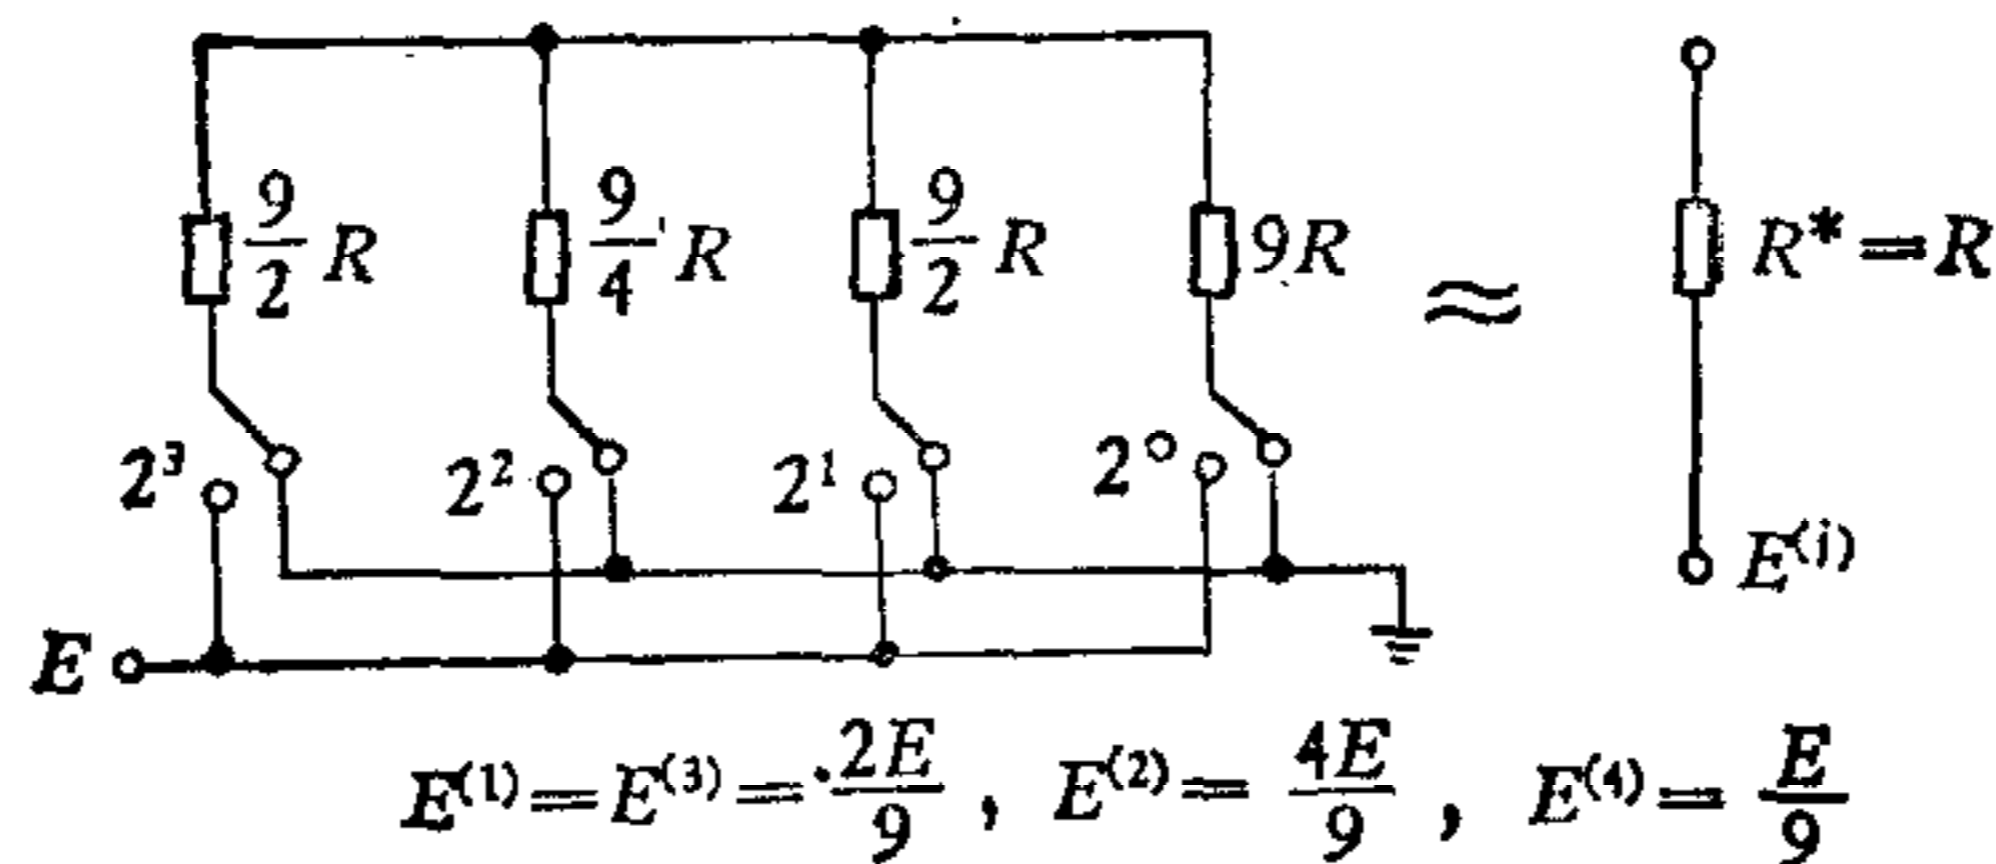 9/2 R 9/4 R 9/2 R 9R ≈ R* = R
2³ 2² 2¹ 2⁰ E⁽ʲ⁾
E
E⁽¹⁾ = E⁽³⁾ = 2E/9 , E⁽²⁾ = 4E/9 , E⁽⁴⁾ = E/9